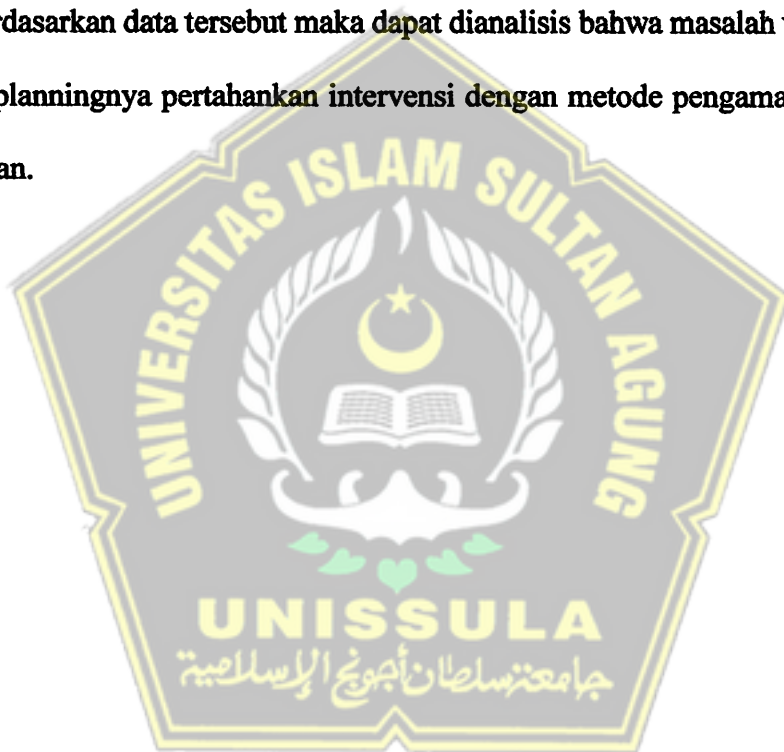 rdasarkan data tersebut maka dapat dianalisis bahwa masalah
planningnya pertahankan intervensi dengan metode pengama
an.
UNIVERSITAS ISLAM SULTAN AGUNG
UNISSULA
جامعة سلطان أجونج الإسلامية